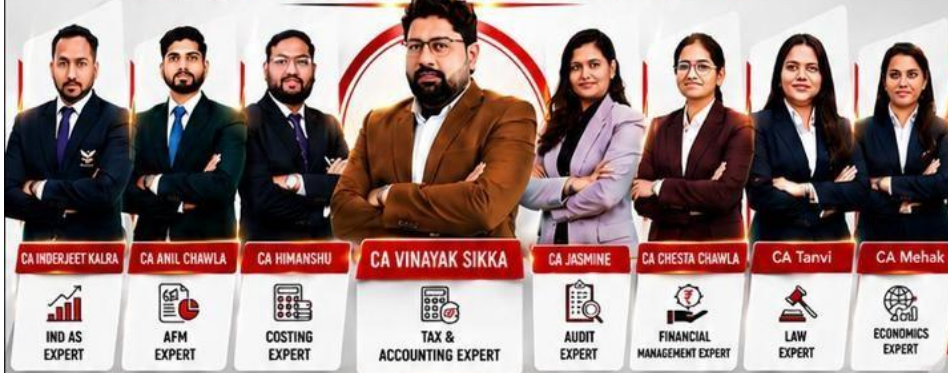 CA INDERJEET KALRA
CA ANIL CHAWLA
CA HIMANSHU
CA VINAYAK SIKKA
CA JASMINE
CA CHESTA CHAWLA
CA Tanvi
CA Mehak
IND AS
EXPERT
AFM
EXPERT
COSTING
EXPERT
TAX &
ACCOUNTING EXPERT
AUDIT
EXPERT
FINANCIAL
MANAGEMENT EXPERT
LAW
EXPERT
ECONOMICS
EXPERT